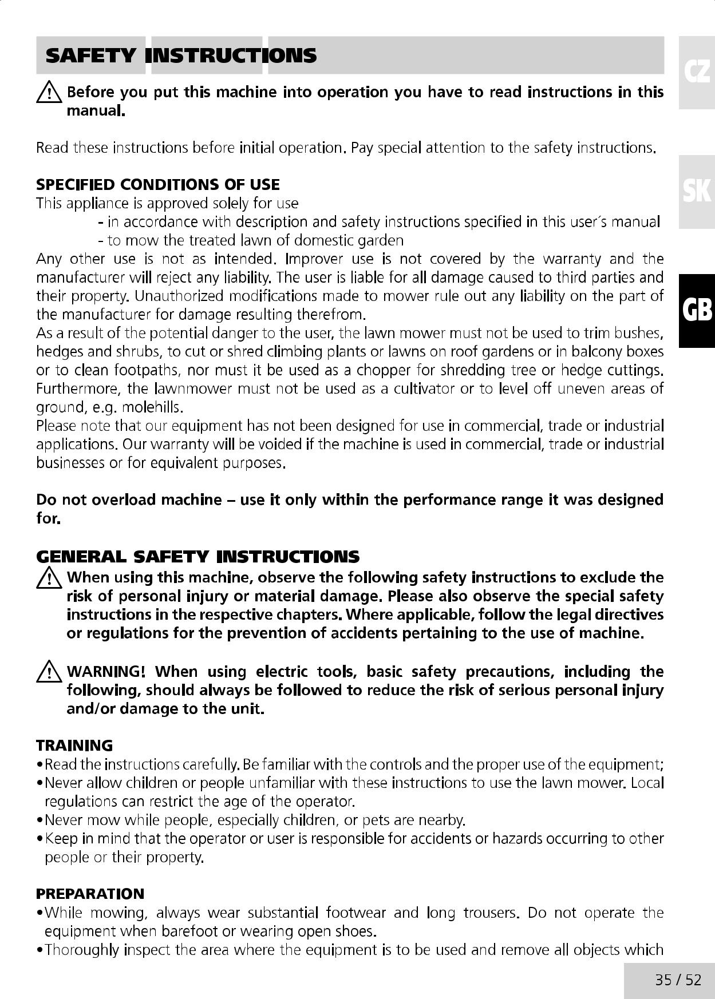 SAFETY INSTRUCTIONS
Before you put this machine into operation you have to read instructions in this
manual.
Read these instructions before initial operation. Pay special attention to the safety instructions.
SPECIFIED CONDITIONS OF USE
This appliance is approved solely for use
- in accordance with description and safety instructions specified in this user´s manual
- to mow the treated lawn of domestic garden
Any other use is not as intended. Improver use is not covered by the warranty and the
manufacturer will reject any liability. The user is liable for all damage caused to third parties and
their property. Unauthorized modifications made to mower rule out any liability on the part of
the manufacturer for damage resulting therefrom.
As a result of the potential danger to the user, the lawn mower must not be used to trim bushes,
hedges and shrubs, to cut or shred climbing plants or lawns on roof gardens or in balcony boxes
or to clean footpaths, nor must it be used as a chopper for shredding tree or hedge cuttings.
Furthermore, the lawnmower must not be used as a cultivator or to level off uneven areas of
ground, e.g. molehills.
Please note that our equipment has not been designed for use in commercial, trade or industrial
applications. Our warranty will be voided if the machine is used in commercial, trade or industrial
businesses or for equivalent purposes.
Do not overload machine – use it only within the performance range it was designed
for.
GENERAL SAFETY INSTRUCTIONS
When using this machine, observe the following safety instructions to exclude the
risk of personal injury or material damage. Please also observe the special safety
instructions in the respective chapters. Where applicable, follow the legal directives
or regulations for the prevention of accidents pertaining to the use of machine.
WARNING! When using electric tools, basic safety precautions, including the
following, should always be followed to reduce the risk of serious personal injury
and/or damage to the unit.
TRAINING
•Read the instructions carefully. Be familiar with the controls and the proper use of the equipment;
•Never allow children or people unfamiliar with these instructions to use the lawn mower. Local
regulations can restrict the age of the operator.
•Never mow while people, especially children, or pets are nearby.
•Keep in mind that the operator or user is responsible for accidents or hazards occurring to other
people or their property.
PREPARATION
•While mowing, always wear substantial footwear and long trousers. Do not operate the
equipment when barefoot or wearing open shoes.
•Thoroughly inspect the area where the equipment is to be used and remove all objects which
35 / 52
CZ
SK
GB